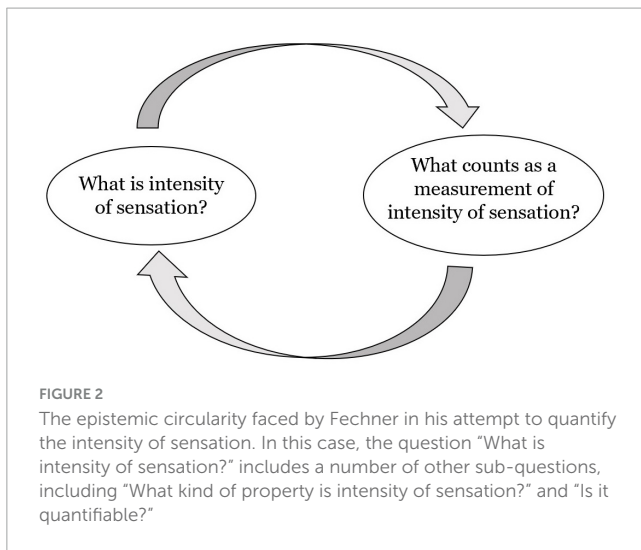 What is intensity
of sensation?
What counts as a
measurement of
intensity of sensation?
FIGURE 2
The epistemic circularity faced by Fechner in his attempt to quantify
the intensity of sensation. In this case, the question “What is
intensity of sensation?” includes a number of other sub-questions,
including “What kind of property is intensity of sensation?” and “Is it
quantifiable?”